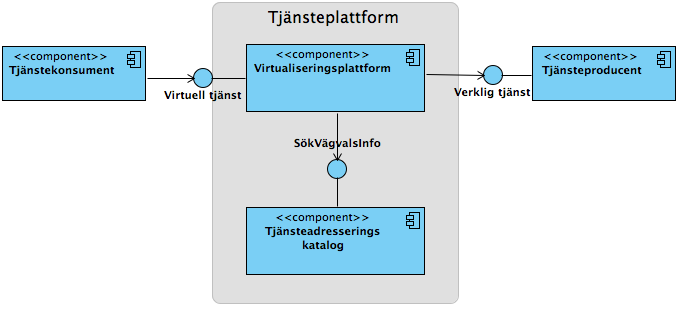 Tjänsteplattform
<<component>>
Tjänstekonsument
Virtuell tjänst
<<component>>
Virtualiseringsplattform
Verklig tjänst
<<component>>
Tjänsteproducent
SökVägvalsInfo
<<component>>
Tjänsteadresserings
katalog